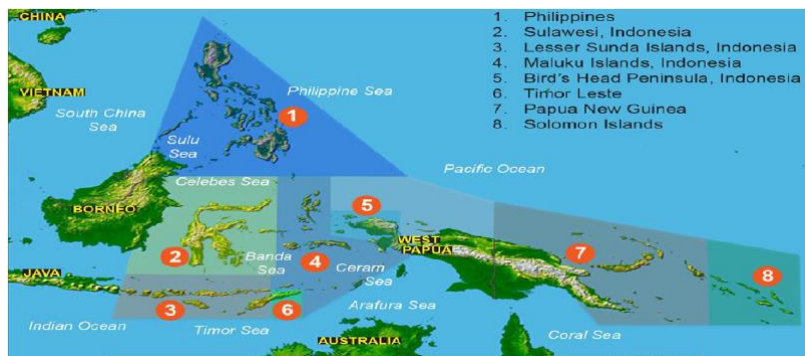 CHINA
1. Philippines
2. Sulawesi, Indonesia
3. Lesser Sunda Islands, Indonesia
4. Maluku Islands, Indonesia
5. Bird's Head Peninsula, Indonesia
6. Timor Leste
7. Papua New Guinea
8. Solomon Islands
VIETNAM
Philippine Sea
South China
Sea
1
Sulu
Sea
Pacific Ocean
Celebes Sea
5
BORNEO
WEST
PAPUA
7
2
Banda
Sea
4
Ceram
Sea
JAVA
8
3
6
Arafura Sea
Indian Ocean
Timor Sea
Coral Sea
AUSTRALIA